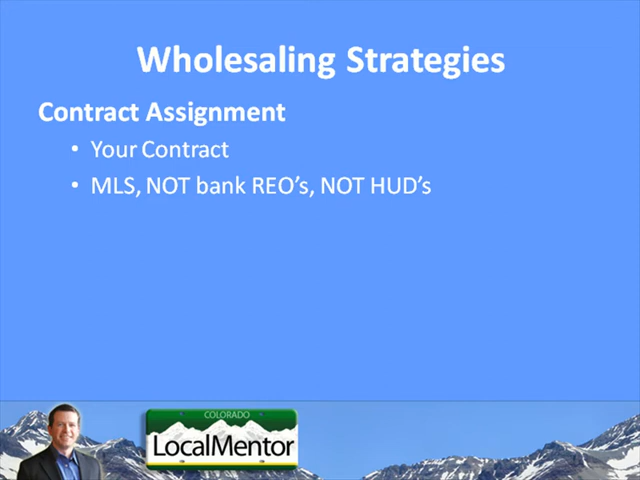 Wholesaling Strategies
Contract Assignment
• Your Contract
• MLS, NOT bank REO’s, NOT HUD’s
COLORADO
LocalMentor